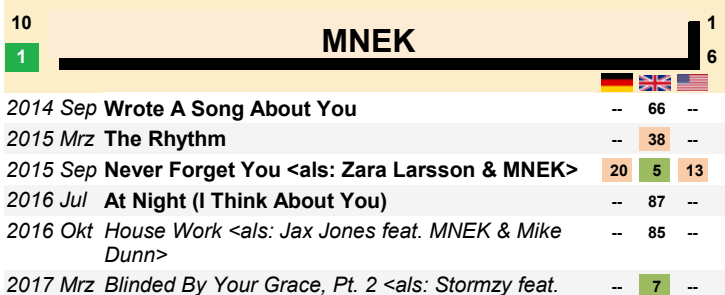 10
1
MNEK
1
6
2014 Sep Wrote A Song About You -- 66 --
2015 Mrz The Rhythm -- 38 --
2015 Sep Never Forget You <als: Zara Larsson & MNEK> 20 5 13
2016 Jul At Night (I Think About You) -- 87 --
2016 Okt House Work <als: Jax Jones feat. MNEK & Mike -- 85 --
Dunn>
2017 Mrz Blinded By Your Grace, Pt. 2 <als: Stormzy feat. -- 7 --